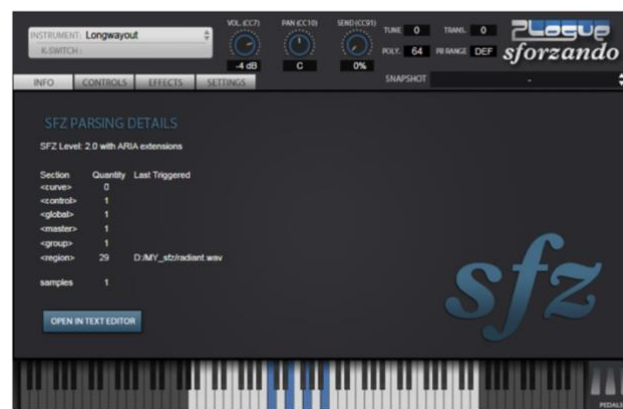 INSTRUMENT: Longwayout
K-SWITCH :
VOL. (CC7) PAN (CC10) SEND (CC91)
-4 dB C 0%
TUNE 0 TRANS. 0
POLY. 64 PB RANGE DEF
SNAPSHOT -
PLOGUE
sforzando
INFO CONTROLS EFFECTS SETTINGS
SFZ PARSING DETAILS
SFZ Level: 2.0 with ARIA extensions
Section Quantity Last Triggered
<curve> 0
<control> 1
<global> 1
<master> 1
<group> 1
<region> 29 D:/MY_sfz/radiant.wav
samples 1
OPEN IN TEXT EDITOR
sfz